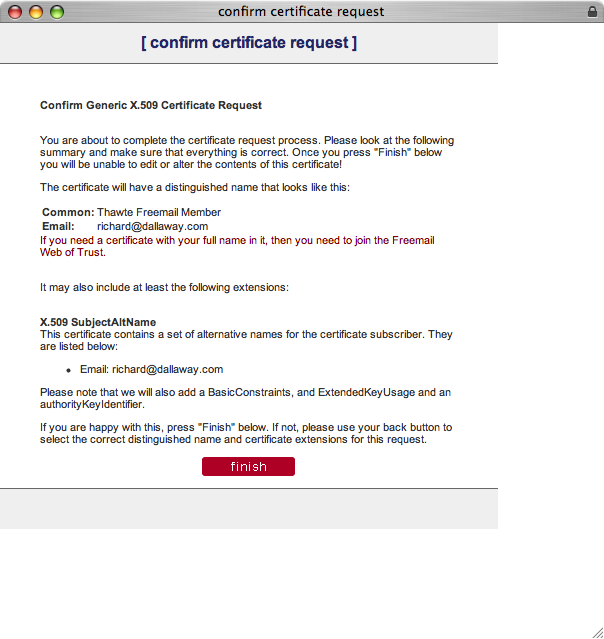 confirm certificate request
[ confirm certificate request ]
Confirm Generic X.509 Certificate Request
You are about to complete the certificate request process. Please look at the following
summary and make sure that everything is correct. Once you press "Finish" below
you will be unable to edit or alter the contents of this certificate!
The certificate will have a distinguished name that looks like this:
Common: Thawte Freemail Member
Email: richard@dallaway.com
If you need a certificate with your full name in it, then you need to join the Freemail
Web of Trust.
It may also include at least the following extensions:
X.509 SubjectAltName
This certificate contains a set of alternative names for the certificate subscriber. They
are listed below:
• Email: richard@dallaway.com
Please note that we will also add a BasicConstraints, and ExtendedKeyUsage and an
authorityKeyIdentifier.
If you are happy with this, press "Finish" below. If not, please use your back button to
select the correct distinguished name and certificate extensions for this request.
finish